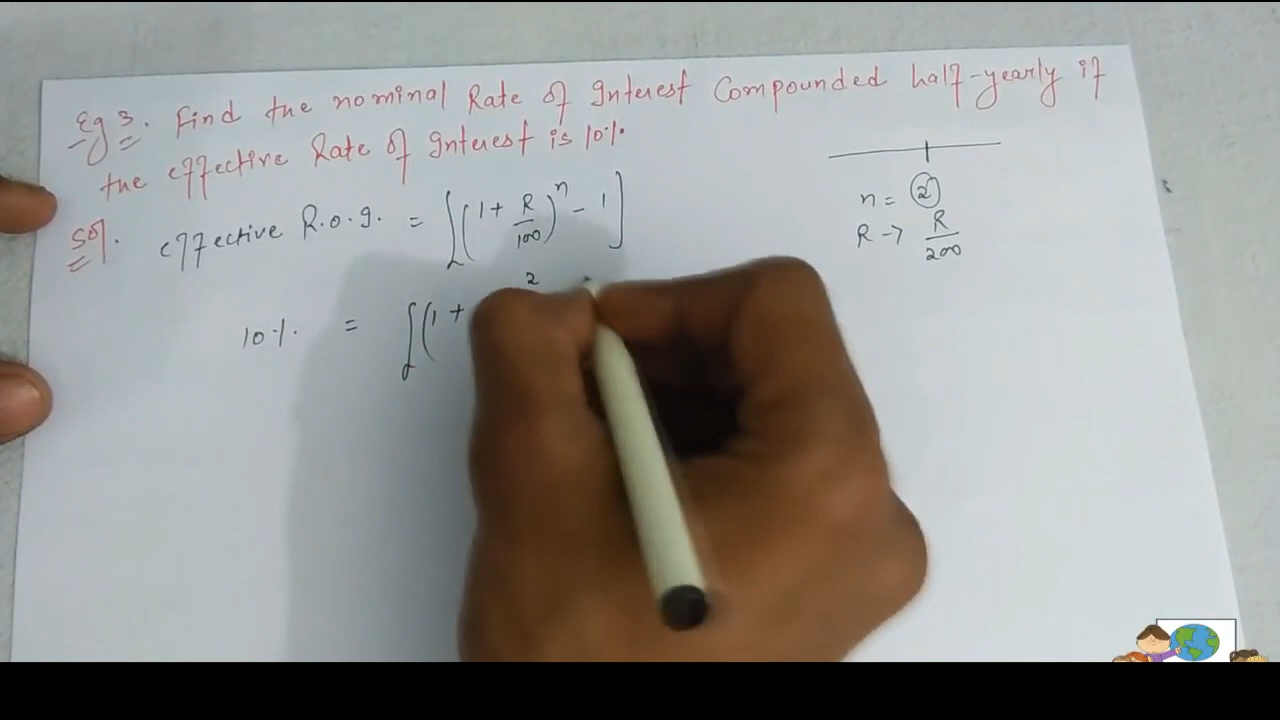 Eg 3. Find the nominal Rate of Interest Compounded half-yearly if
the effective Rate of Interest is 10%.
Sol. effective R.o.I. = [(1 + R/100)^n - 1]
n = 2
R → R/200
10% = [(1 + 2